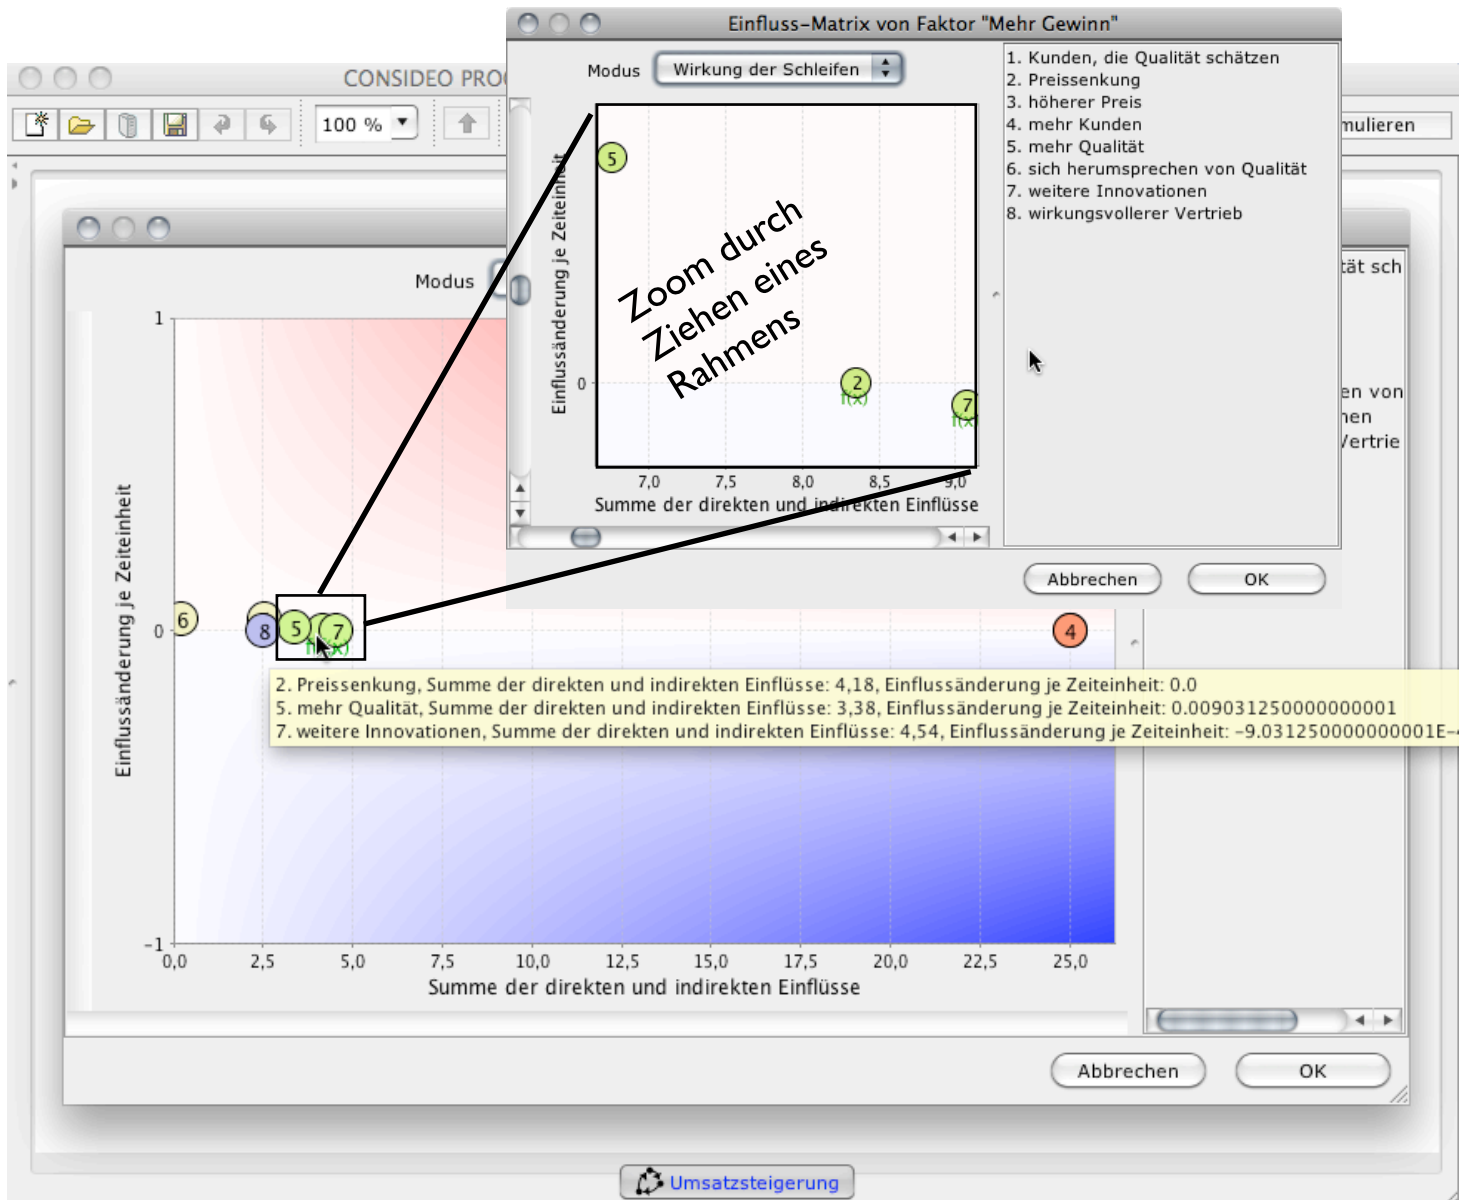 Einfluss-Matrix von Faktor "Mehr Gewinn"
Modus Wirkung der Schleifen
1. Kunden, die Qualität schätzen
2. Preissenkung
3. höherer Preis
4. mehr Kunden
5. mehr Qualität
6. sich herumsprechen von Qualität
7. weitere Innovationen
8. wirkungsvollerer Vertrieb
Einflussänderung je Zeiteinheit
5
Zoom durch
Ziehen eines
Rahmens
0
2
f(x)
7
f(x
7,0 7,5 8,0 8,5 9,0
Summe der direkten und indirekten Einflüsse
Abbrechen OK
CONSIDEO PRO
100 %
mulieren
Modus
tät sch
en von
nen
Vertrie
Einflussänderung je Zeiteinheit
1
0
-1
6
8
5
7
4
2. Preissenkung, Summe der direkten und indirekten Einflüsse: 4,18, Einflussänderung je Zeiteinheit: 0.0
5. mehr Qualität, Summe der direkten und indirekten Einflüsse: 3,38, Einflussänderung je Zeiteinheit: 0.009031250000000001
7. weitere Innovationen, Summe der direkten und indirekten Einflüsse: 4,54, Einflussänderung je Zeiteinheit: -9.031250000000001E-4
0,0 2,5 5,0 7,5 10,0 12,5 15,0 17,5 20,0 22,5 25,0
Summe der direkten und indirekten Einflüsse
Abbrechen OK
Umsatzsteigerung